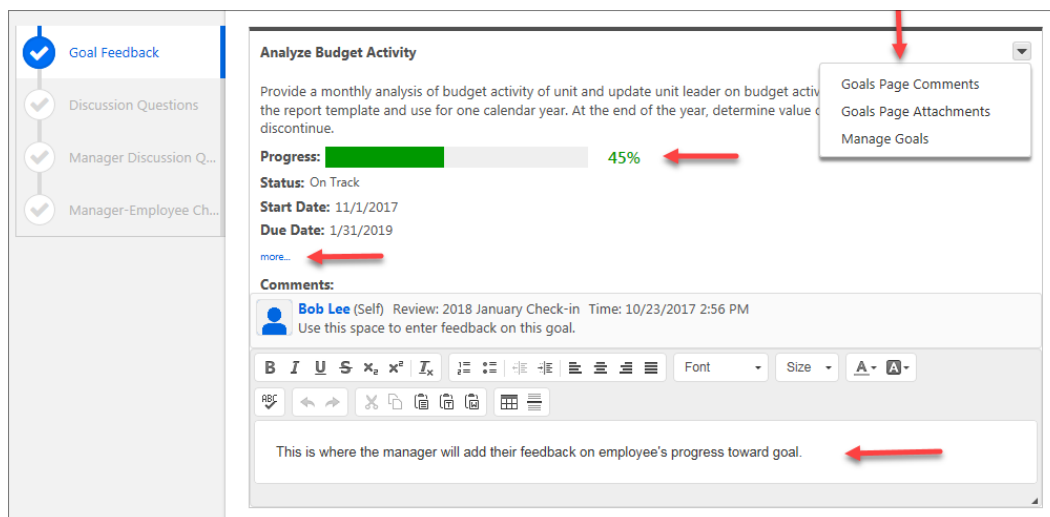 Goal Feedback
Discussion Questions
Manager Discussion Q...
Manager-Employee Ch...
Analyze Budget Activity
Provide a monthly analysis of budget activity of unit and update unit leader on budget activ
the report template and use for one calendar year. At the end of the year, determine value
discontinue.
Goals Page Comments
Goals Page Attachments
Manage Goals
Progress: 45%
Status: On Track
Start Date: 11/1/2017
Due Date: 1/31/2019
more...
Comments:
Bob Lee (Self) Review: 2018 January Check-in Time: 10/23/2017 2:56 PM
Use this space to enter feedback on this goal.
B I U S x₂ x² Iₓ Font Size A A
ABC
This is where the manager will add their feedback on employee's progress toward goal.